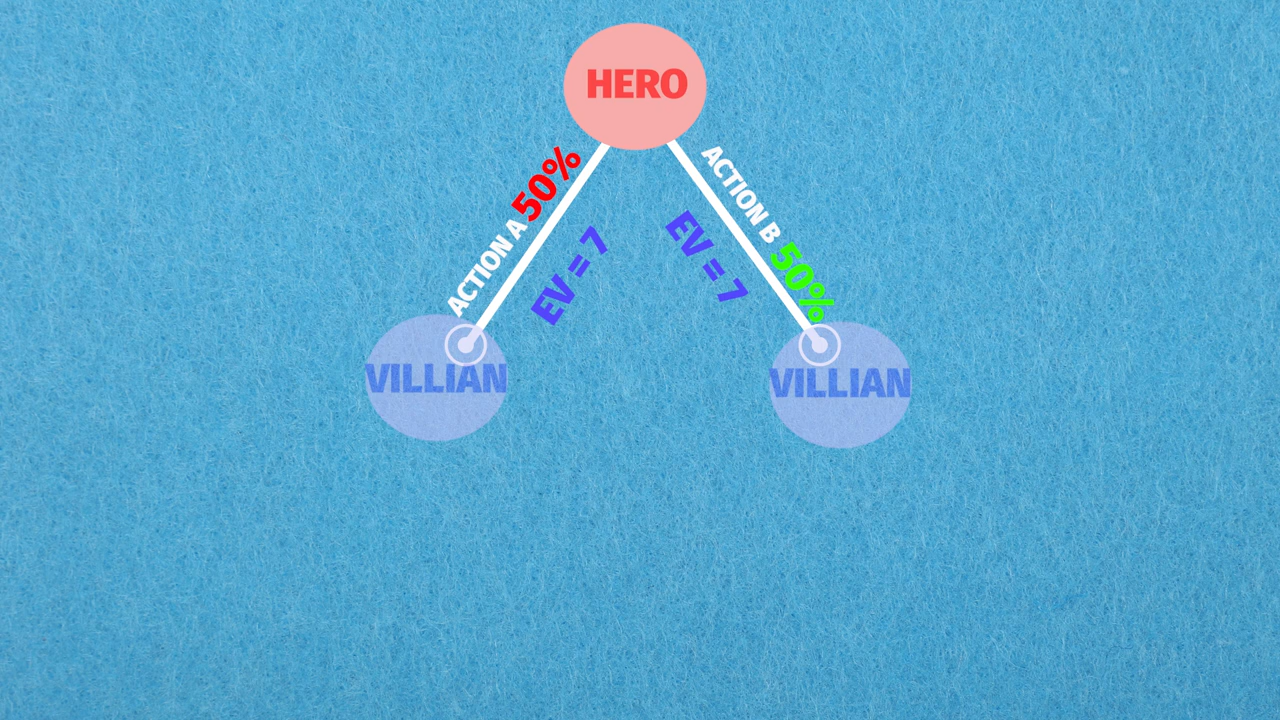 HERO
ACTION A 50%
EV = 7
ACTION B 50%
EV = 7
VILLIAN
VILLIAN